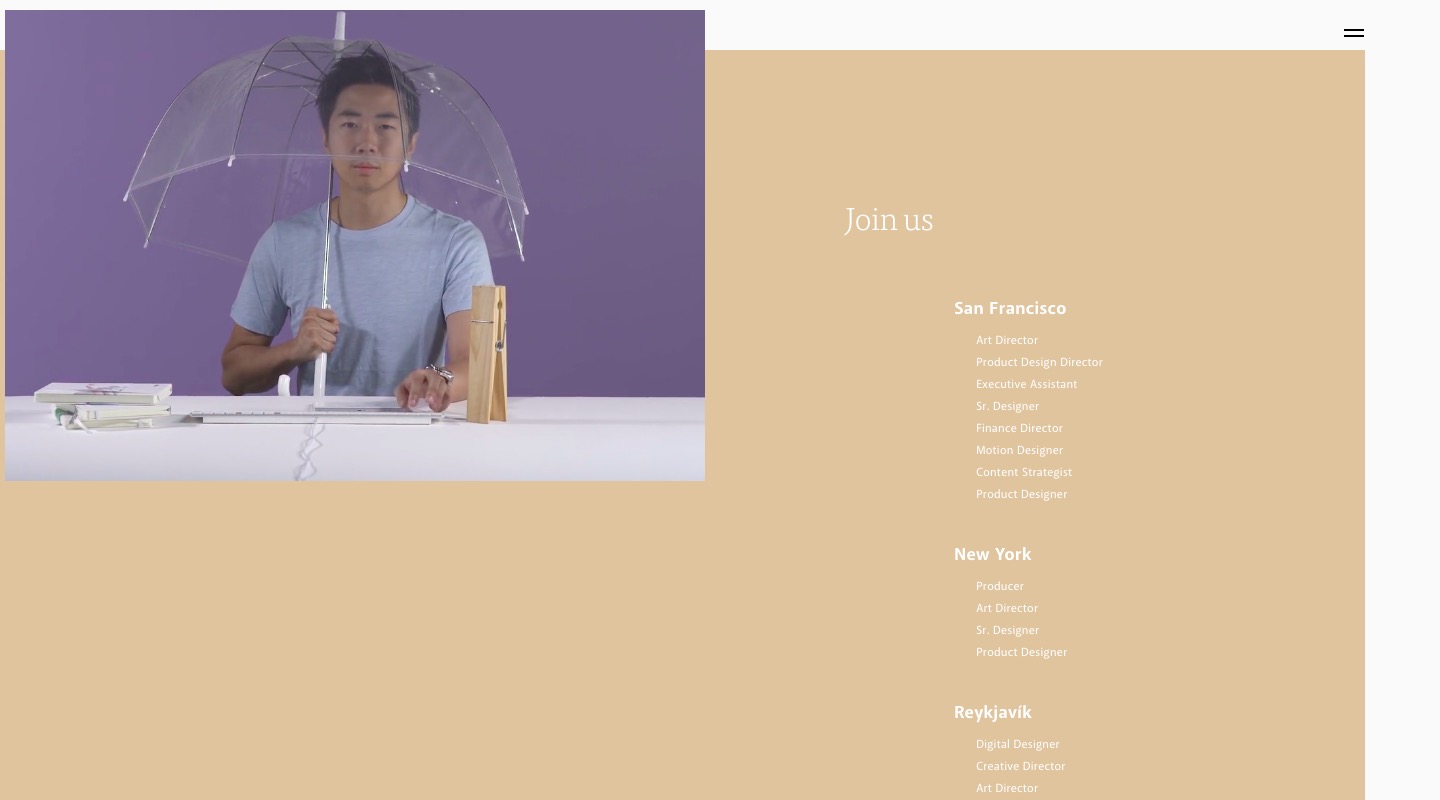 Join us
San Francisco
Art Director
Product Design Director
Executive Assistant
Sr. Designer
Finance Director
Motion Designer
Content Strategist
Product Designer
New York
Producer
Art Director
Sr. Designer
Product Designer
Reykjavík
Digital Designer
Creative Director
Art Director